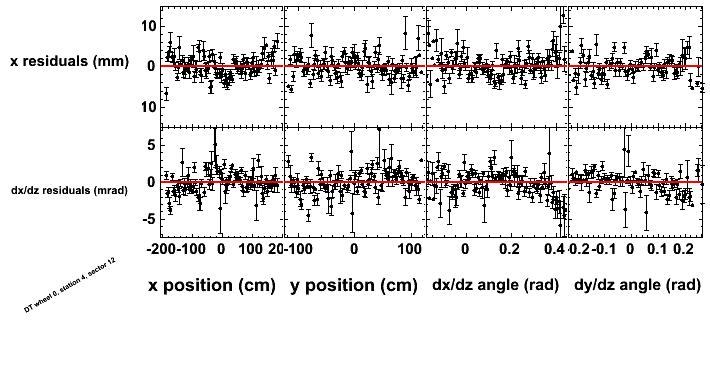 10
x residuals (mm)
0
10
5
dx/dz residuals (mrad)
0
-5
-200 -100 0 100 20 -100 0 100 0 0.2 0.4 0.2 -0.1 0 0.1 0.2
x position (cm) y position (cm) dx/dz angle (rad) dy/dz angle (rad)
DT wheel 0, station 4, sector 12